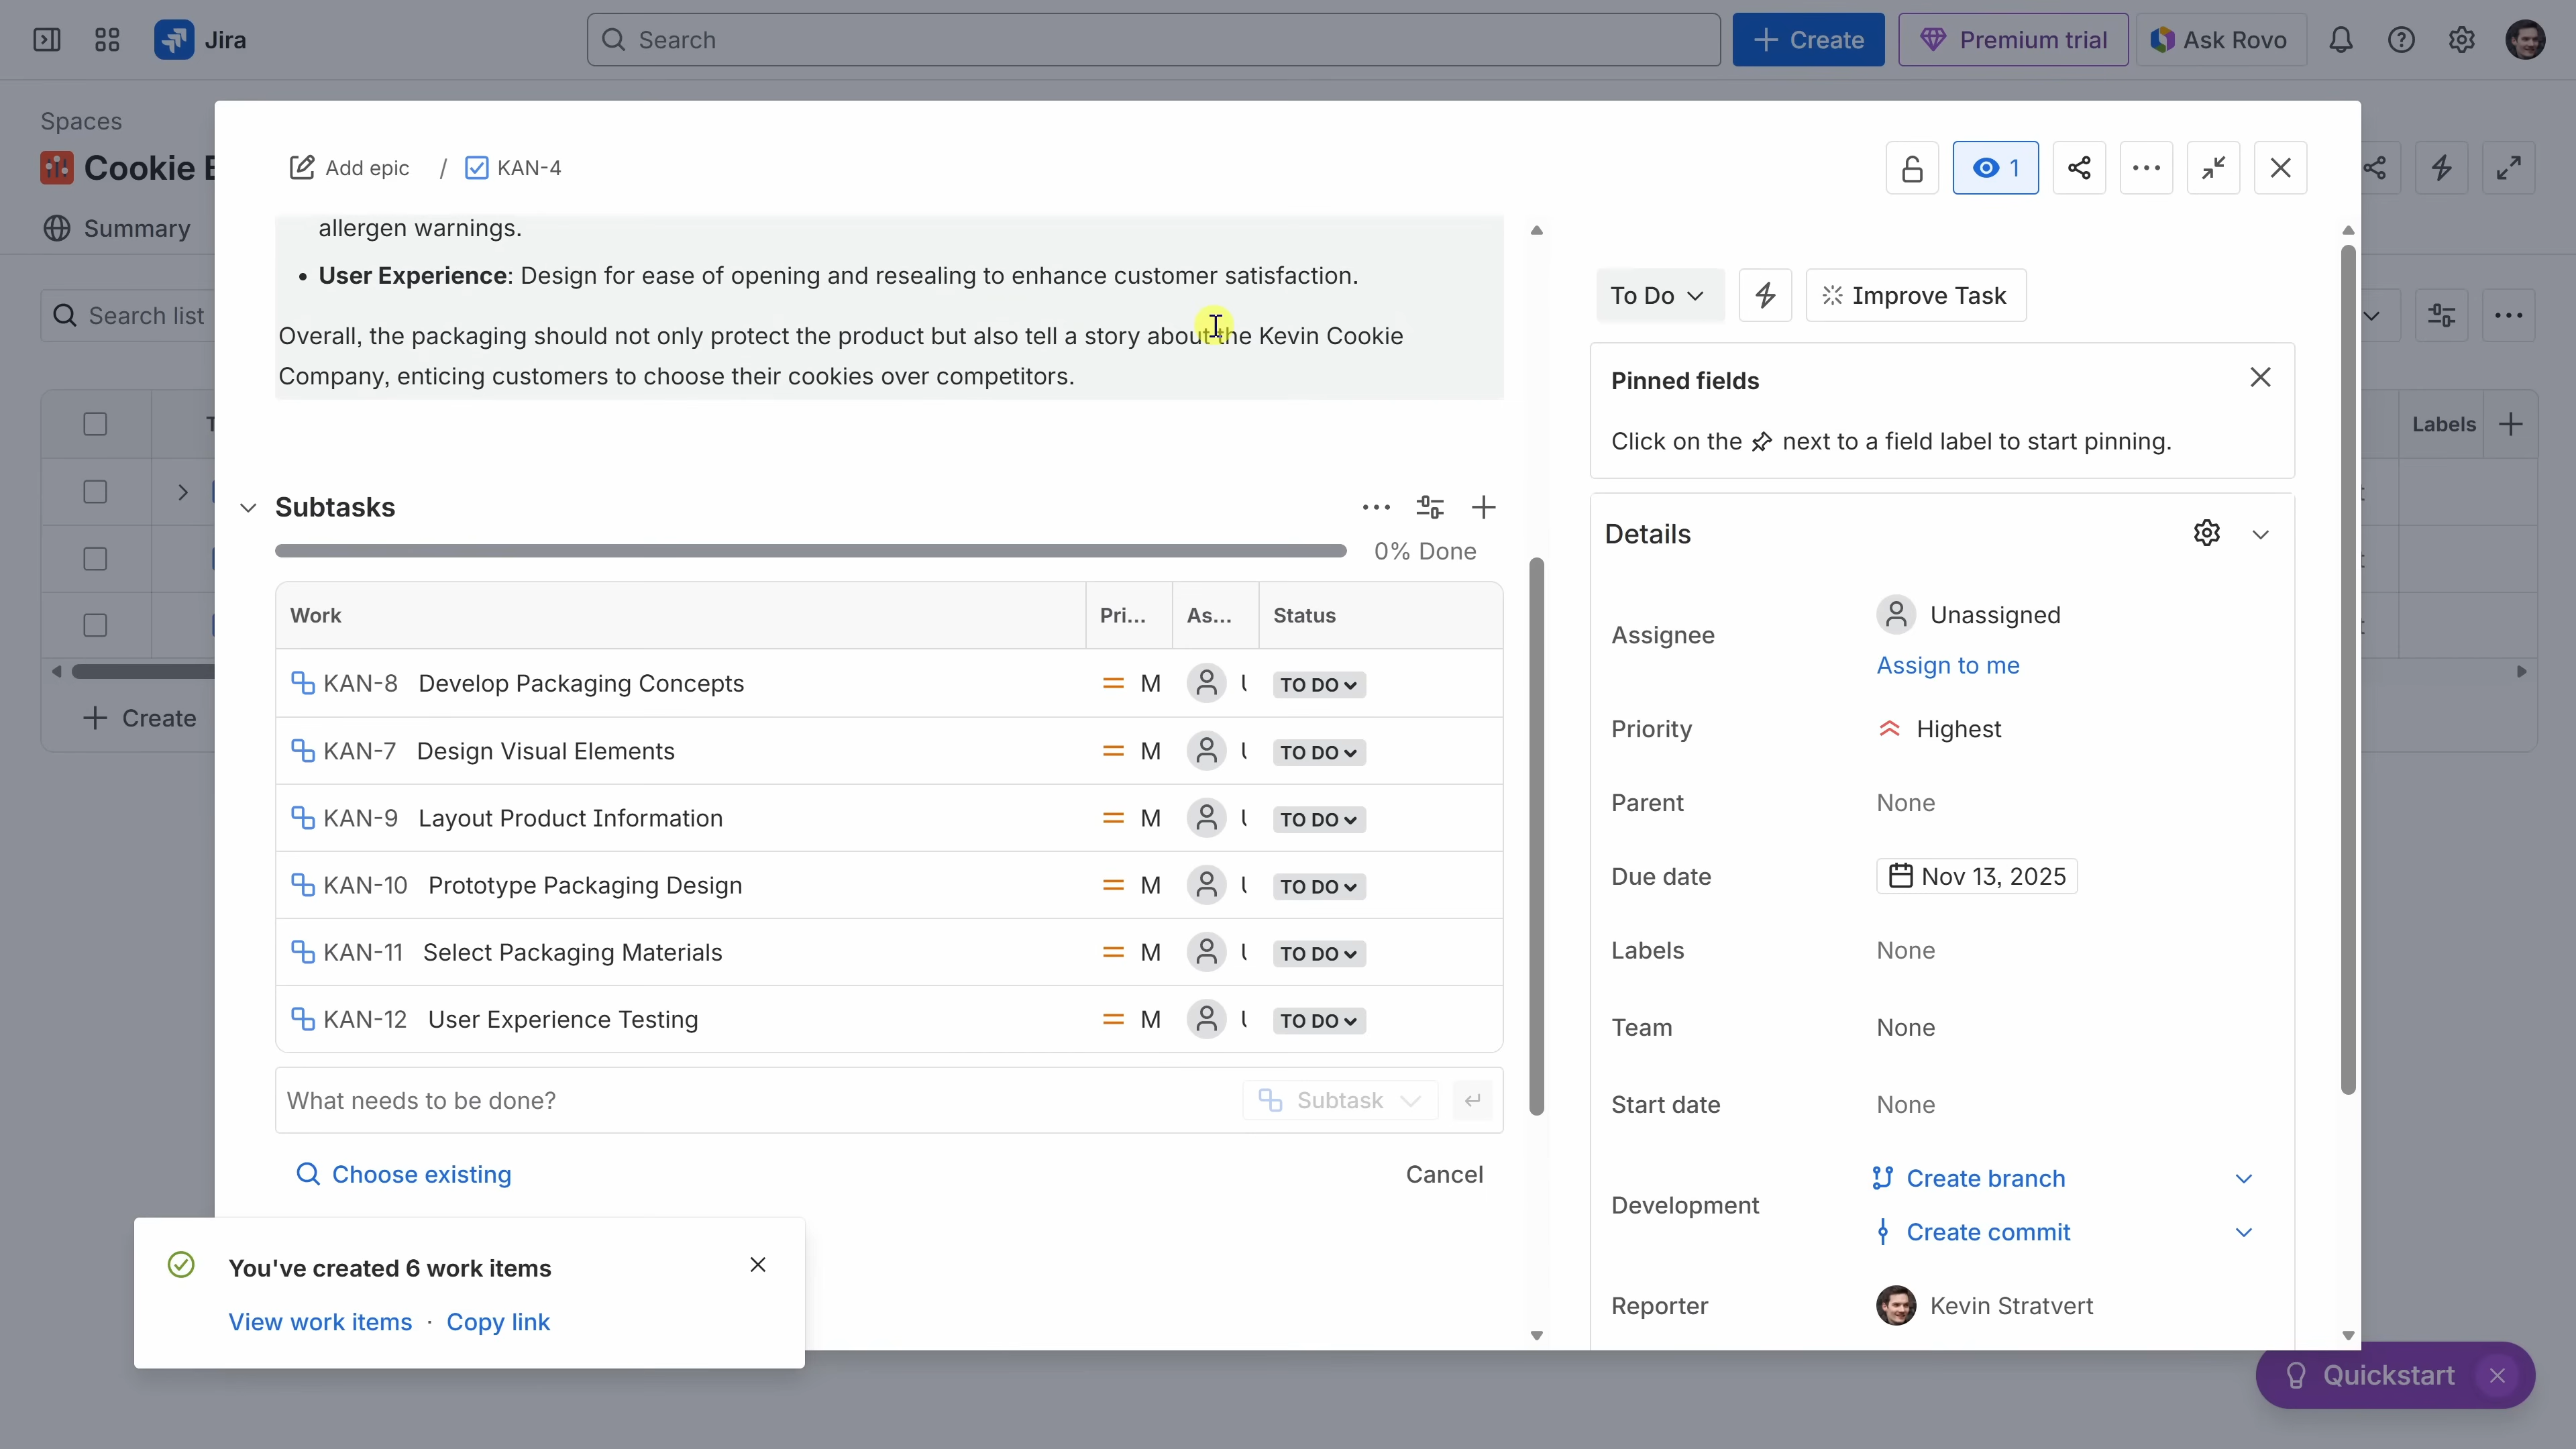 Jira
Search
Create
Premium trial
Ask Rovo
Spaces
Cookie
Summary
Search list
Labels
Create
Add epic / KAN-4
1
allergen warnings.
• User Experience: Design for ease of opening and resealing to enhance customer satisfaction.
Overall, the packaging should not only protect the product but also tell a story about the Kevin Cookie
Company, enticing customers to choose their cookies over competitors.
Subtasks
0% Done
Work Pri... As... Status
KAN-8 Develop Packaging Concepts M TO DO
KAN-7 Design Visual Elements M TO DO
KAN-9 Layout Product Information M TO DO
KAN-10 Prototype Packaging Design M TO DO
KAN-11 Select Packaging Materials M TO DO
KAN-12 User Experience Testing M TO DO
What needs to be done? Subtask
Choose existing Cancel
To Do
Improve Task
Pinned fields
Click on the next to a field label to start pinning.
Details
Assignee Unassigned
Assign to me
Priority Highest
Parent None
Due date Nov 13, 2025
Labels None
Team None
Start date None
Development Create branch
Create commit
Reporter Kevin Stratvert
You've created 6 work items
View work items · Copy link
Quickstart